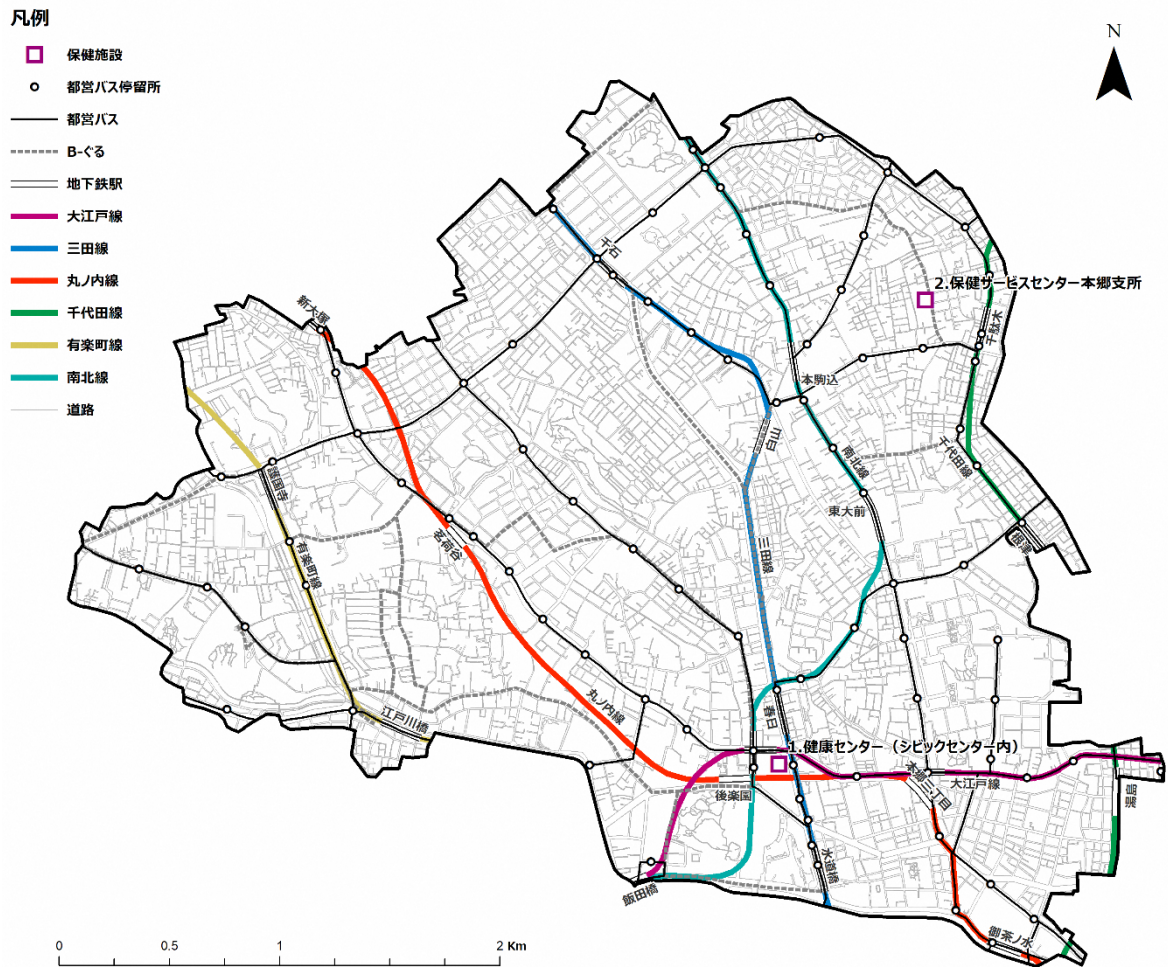 凡例
保健施設
都営バス停留所
都営バス
B-ぐる
地下鉄駅
大江戸線
三田線
丸ノ内線
千代田線
有楽町線
南北線
道路
N
千石
2.保健サービスセンター本郷支所
新大塚
千駄木
本駒込
白山
南北線
千代田線
護国寺
東大前
根津
茗荷谷
三田線
有楽町線
丸ノ内線
春日
江戸川橋
1.健康センター（シビックセンター内）
本郷三丁目
大江戸線
湯島
後楽園
水道橋
飯田橋
御茶ノ水
0 0.5 1 2 Km